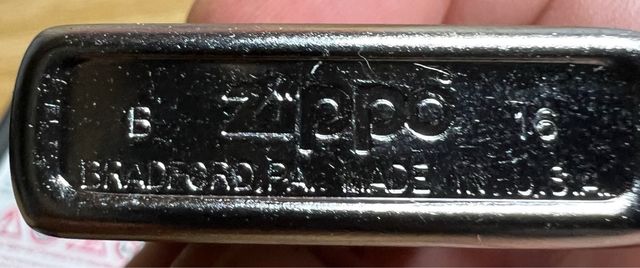 B zippo 16
BRADFORD, PA. MADE IN U.S.A.